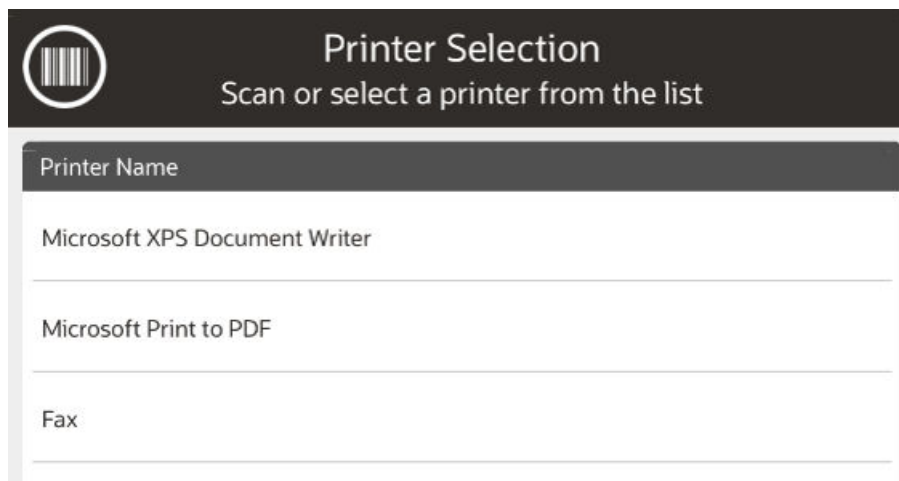 Printer Selection
Scan or select a printer from the list
Printer Name
Microsoft XPS Document Writer
Microsoft Print to PDF
Fax